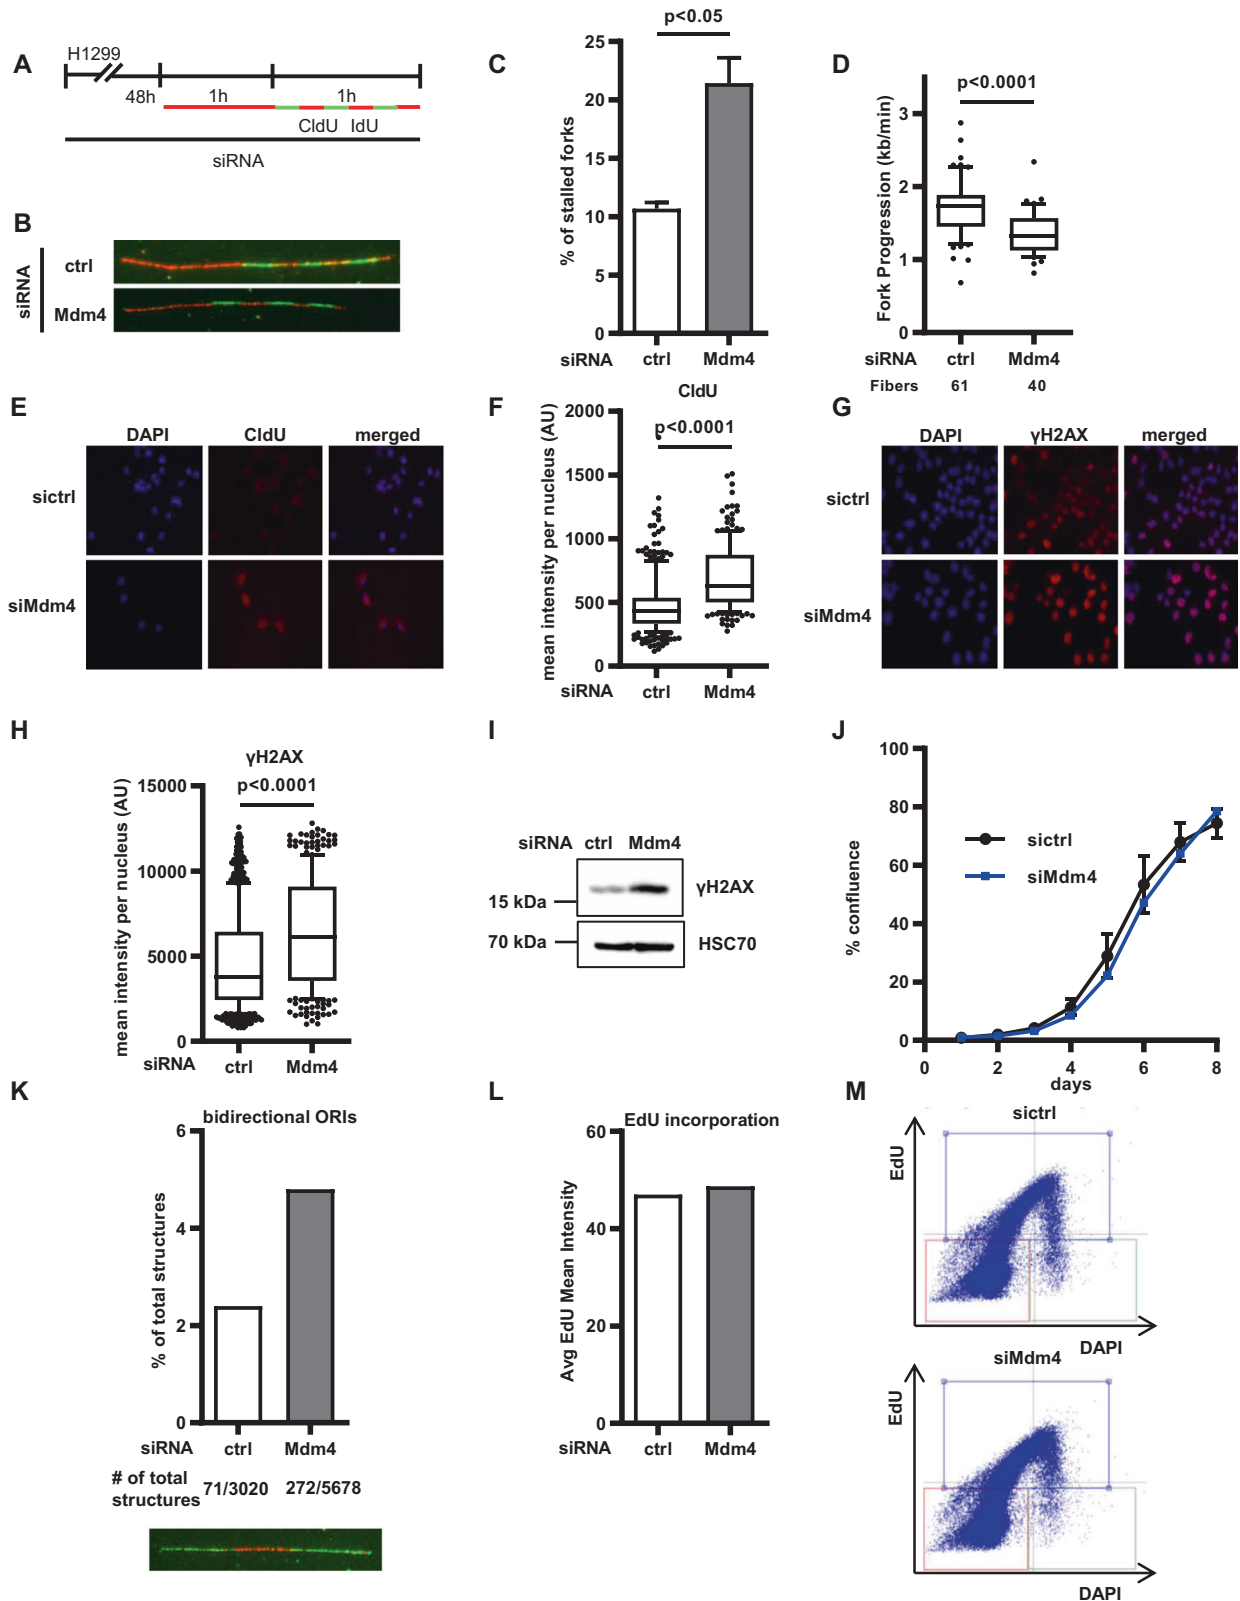 A
H1299
48h
1h
1h
CldU IdU
siRNA
B
siRNA
ctrl
Mdm4
C
p<0.05
% of stalled forks
25
20
15
10
5
0
siRNA ctrl Mdm4
D
p<0.0001
Fork Progression (kb/min)
3
2
1
0
siRNA ctrl Mdm4
Fibers 61 40
E
DAPI CldU merged
sictrl
siMdm4
F
CldU
p<0.0001
mean intensity per nucleus (AU)
2000
1500
1000
500
0
siRNA ctrl Mdm4
G
DAPI γH2AX merged
sictrl
siMdm4
H
γH2AX
p<0.0001
mean intensity per nucleus (AU)
15000
10000
5000
0
siRNA ctrl Mdm4
I
siRNA ctrl Mdm4
15 kDa
γH2AX
70 kDa
HSC70
J
% confluence
100
80
60
40
20
0
sictrl
siMdm4
0 2 4 6 8
days
K
bidirectional ORIs
% of total structures
6
4
2
0
siRNA ctrl Mdm4
# of total
structures 71/3020 272/5678
L
EdU incorporation
Avg EdU Mean Intensity
60
40
20
0
siRNA ctrl Mdm4
M
sictrl
EdU
DAPI
siMdm4
EdU
DAPI